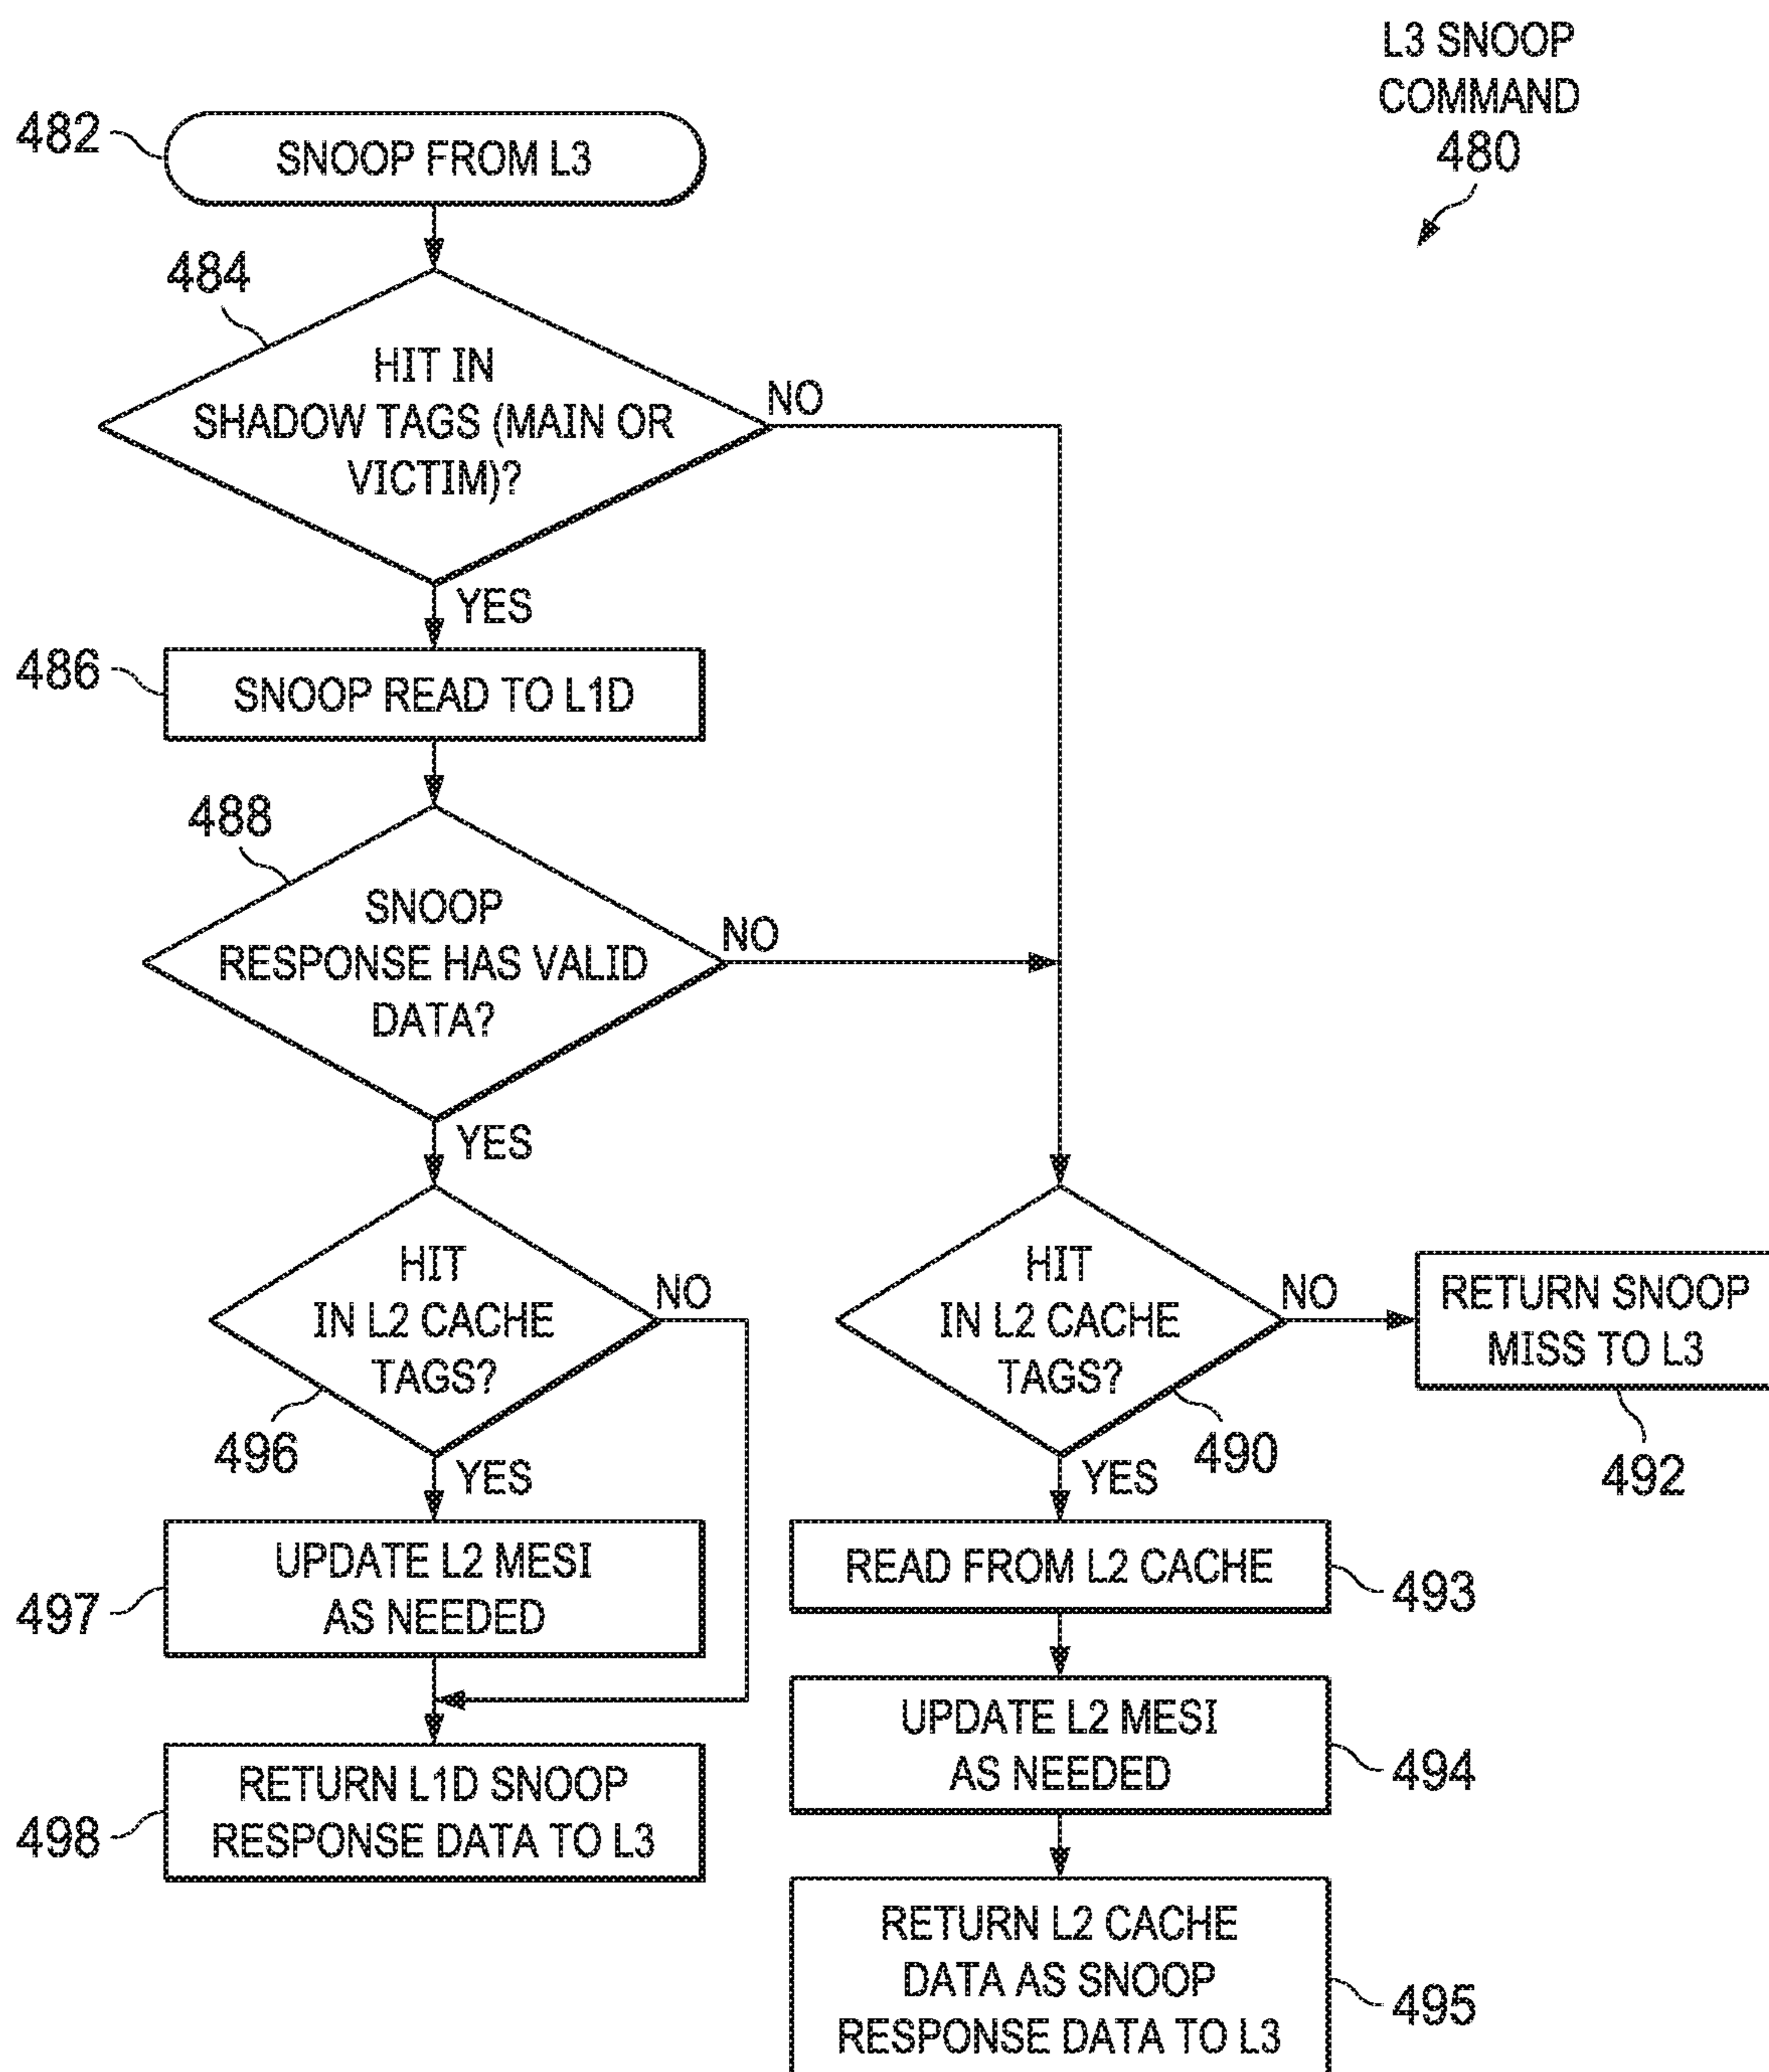 L3 SNOOP
COMMAND
480
482
SNOOP FROM L3
484
HIT IN
SHADOW TAGS (MAIN OR
VICTIM)?
NO
YES
486
SNOOP READ TO L1D
488
SNOOP
RESPONSE HAS VALID
DATA?
NO
YES
HIT
IN L2 CACHE
TAGS?
NO
496
YES
HIT
IN L2 CACHE
TAGS?
NO
490
YES
RETURN SNOOP
MISS TO L3
492
UPDATE L2 MESI
AS NEEDED
497
READ FROM L2 CACHE
493
UPDATE L2 MESI
AS NEEDED
494
RETURN L1D SNOOP
RESPONSE DATA TO L3
498
RETURN L2 CACHE
DATA AS SNOOP
RESPONSE DATA TO L3
495